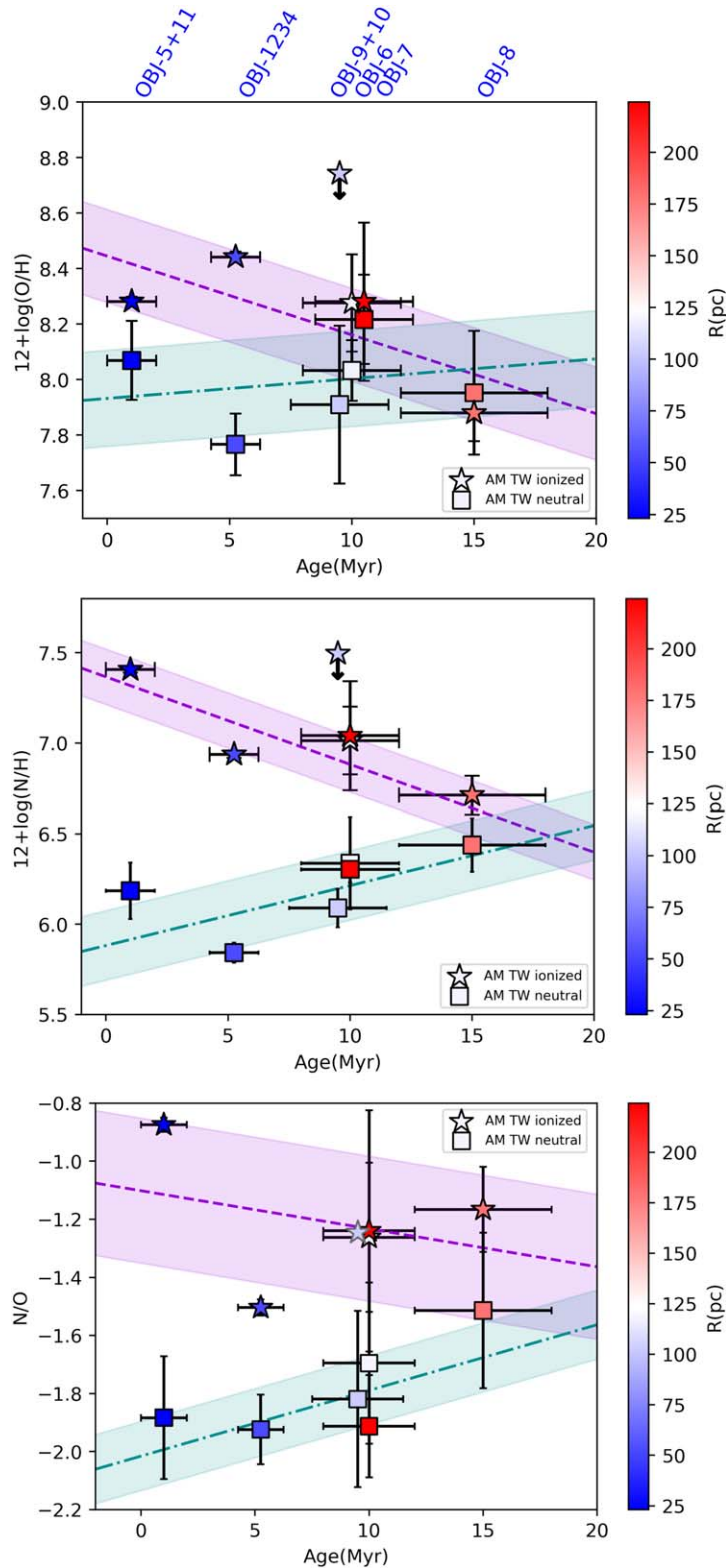 OBJ-5+11
OBJ-1234
OBJ-9+10
OBJ-6
OBJ-7
OBJ-8
12+log(O/H)
9.0
8.8
8.6
8.4
8.2
8.0
7.8
7.6
AM TW ionized
AM TW neutral
0 5 10 15 20
Age(Myr)
200
175
150
125
100
75
50
25
R(pc)
12+log(N/H)
7.5
7.0
6.5
6.0
5.5
AM TW ionized
AM TW neutral
0 5 10 15 20
Age(Myr)
200
175
150
125
100
75
50
25
R(pc)
N/O
−0.8
−1.0
−1.2
−1.4
−1.6
−1.8
−2.0
−2.2
AM TW ionized
AM TW neutral
0 5 10 15 20
Age(Myr)
200
175
150
125
100
75
50
25
R(pc)